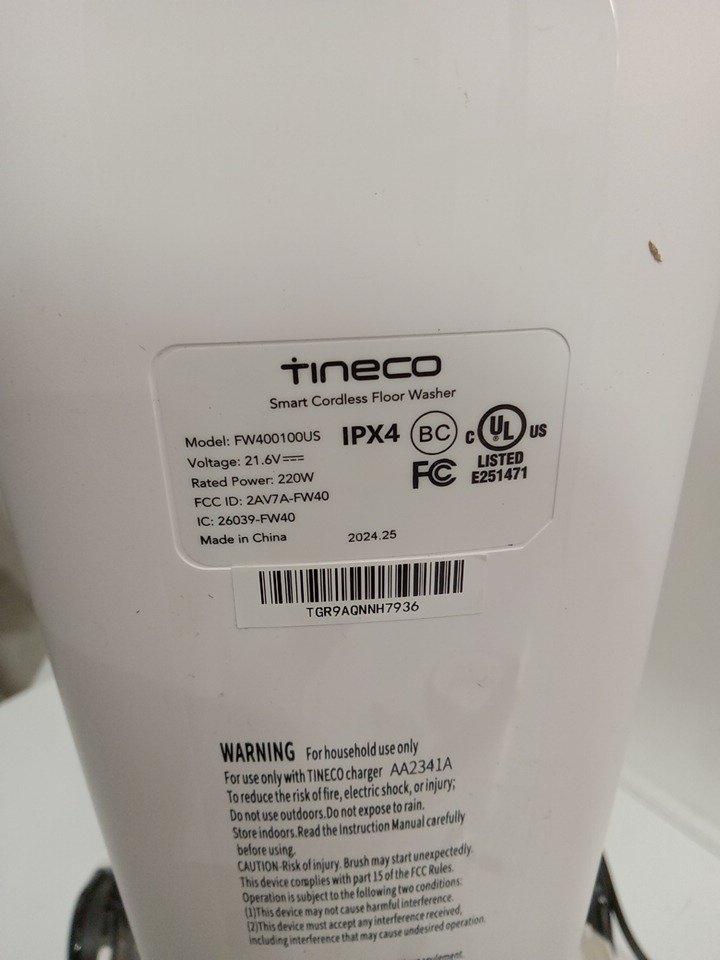 TINECO
Smart Cordless Floor Washer
Model: FW400100US
IPX4
BC
c UL US
® LISTED
E251471
FC
Voltage: 21.6V
Rated Power: 220W
FCC ID: 2AV7A-FW40
IC: 26039-FW40
Made in China
2024.25
TGR9AQNNH7936
WARNING For household use only
For use only with TINECO charger AA2341A
To reduce the risk of fire, electric shock, or injury;
Do not use outdoors.Do not expose to rain.
Store indoors.Read the Instruction Manual carefully
before using.
CAUTION-Risk of injury. Brush may start unexpectedly.
This device complies with part 15 of the FCC Rules.
Operation is subject to the following two conditions:
(1)This device may not cause harmful interference.
(2)This device must accept any interference received,
including interference that may cause undesired operation.